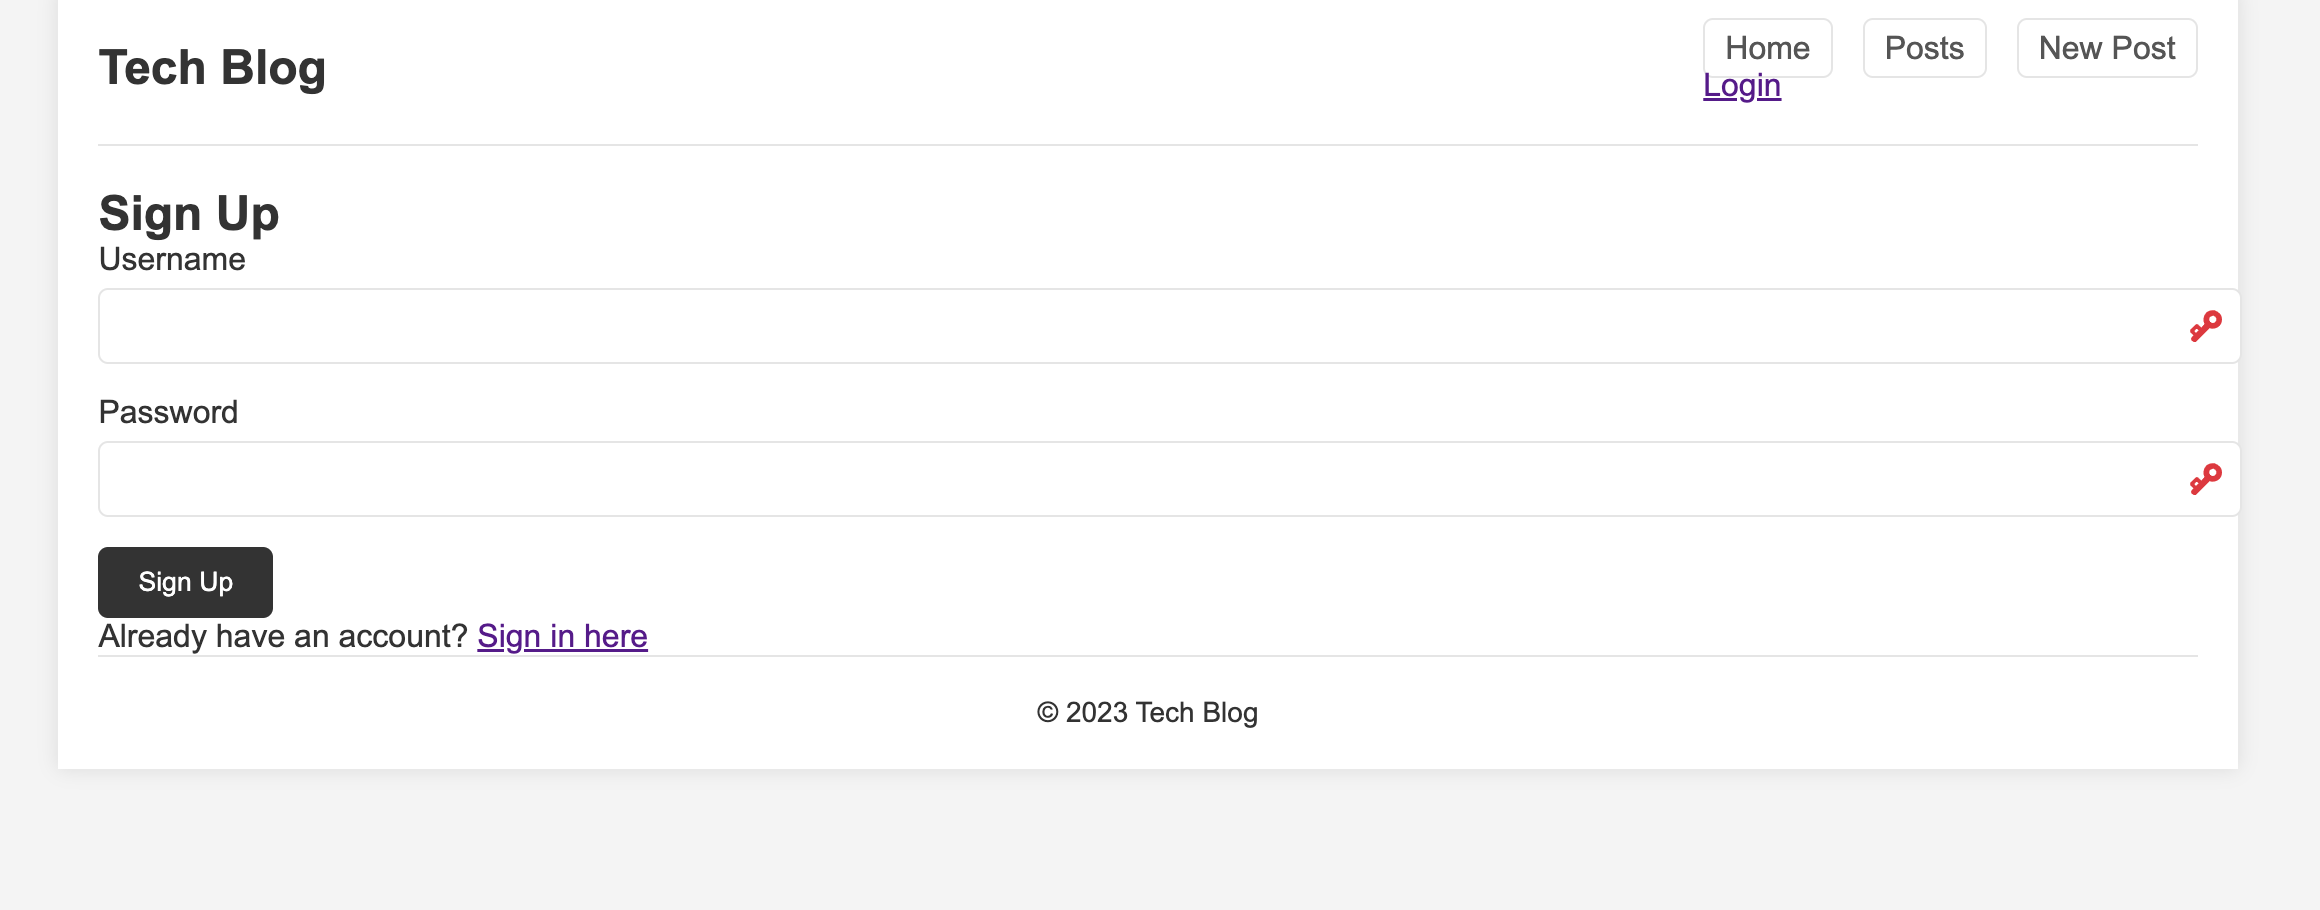 Tech Blog
Home Posts New Post
Login
Sign Up
Username
Password
Sign Up
Already have an account? Sign in here
© 2023 Tech Blog